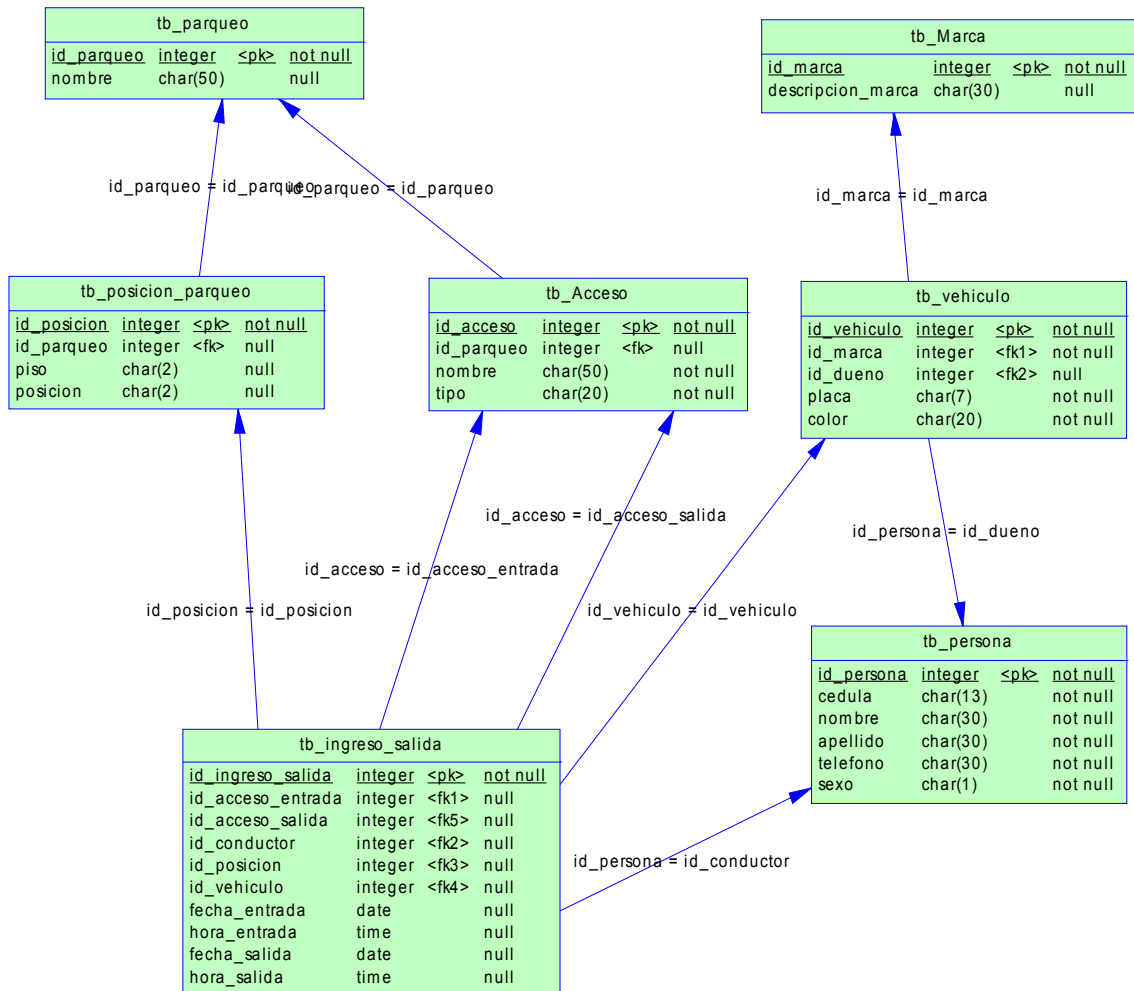 tb_parqueo
id_parqueo integer <pk> not null
nombre char(50) null
tb_Marca
id_marca integer <pk> not null
descripcion_marca char(30) null
id_parqueo = id_parqueo
id_parqueo = id_parqueo
id_marca = id_marca
tb_posicion_parqueo
id_posicion integer <pk> not null
id_parqueo integer <fk> null
piso char(2) null
posicion char(2) null
tb_Acceso
id_acceso integer <pk> not null
id_parqueo integer <fk> null
nombre char(50) not null
tipo char(20) not null
tb_vehiculo
id_vehiculo integer <pk> not null
id_marca integer <fk1> not null
id_dueno integer <fk2> null
placa char(7) not null
color char(20) not null
id_acceso = id_acceso_salida
id_persona = id_dueno
id_acceso = id_acceso_entrada
id_posicion = id_posicion
id_vehiculo = id_vehiculo
tb_persona
id_persona integer <pk> not null
cedula char(13) not null
nombre char(30) not null
apellido char(30) not null
telefono char(30) not null
sexo char(1) not null
tb_ingreso_salida
id_ingreso_salida integer <pk> not null
id_acceso_entrada integer <fk1> null
id_acceso_salida integer <fk5> null
id_conductor integer <fk2> null
id_posicion integer <fk3> null
id_vehiculo integer <fk4> null
fecha_entrada date null
hora_entrada time null
fecha_salida date null
hora_salida time null
id_persona = id_conductor